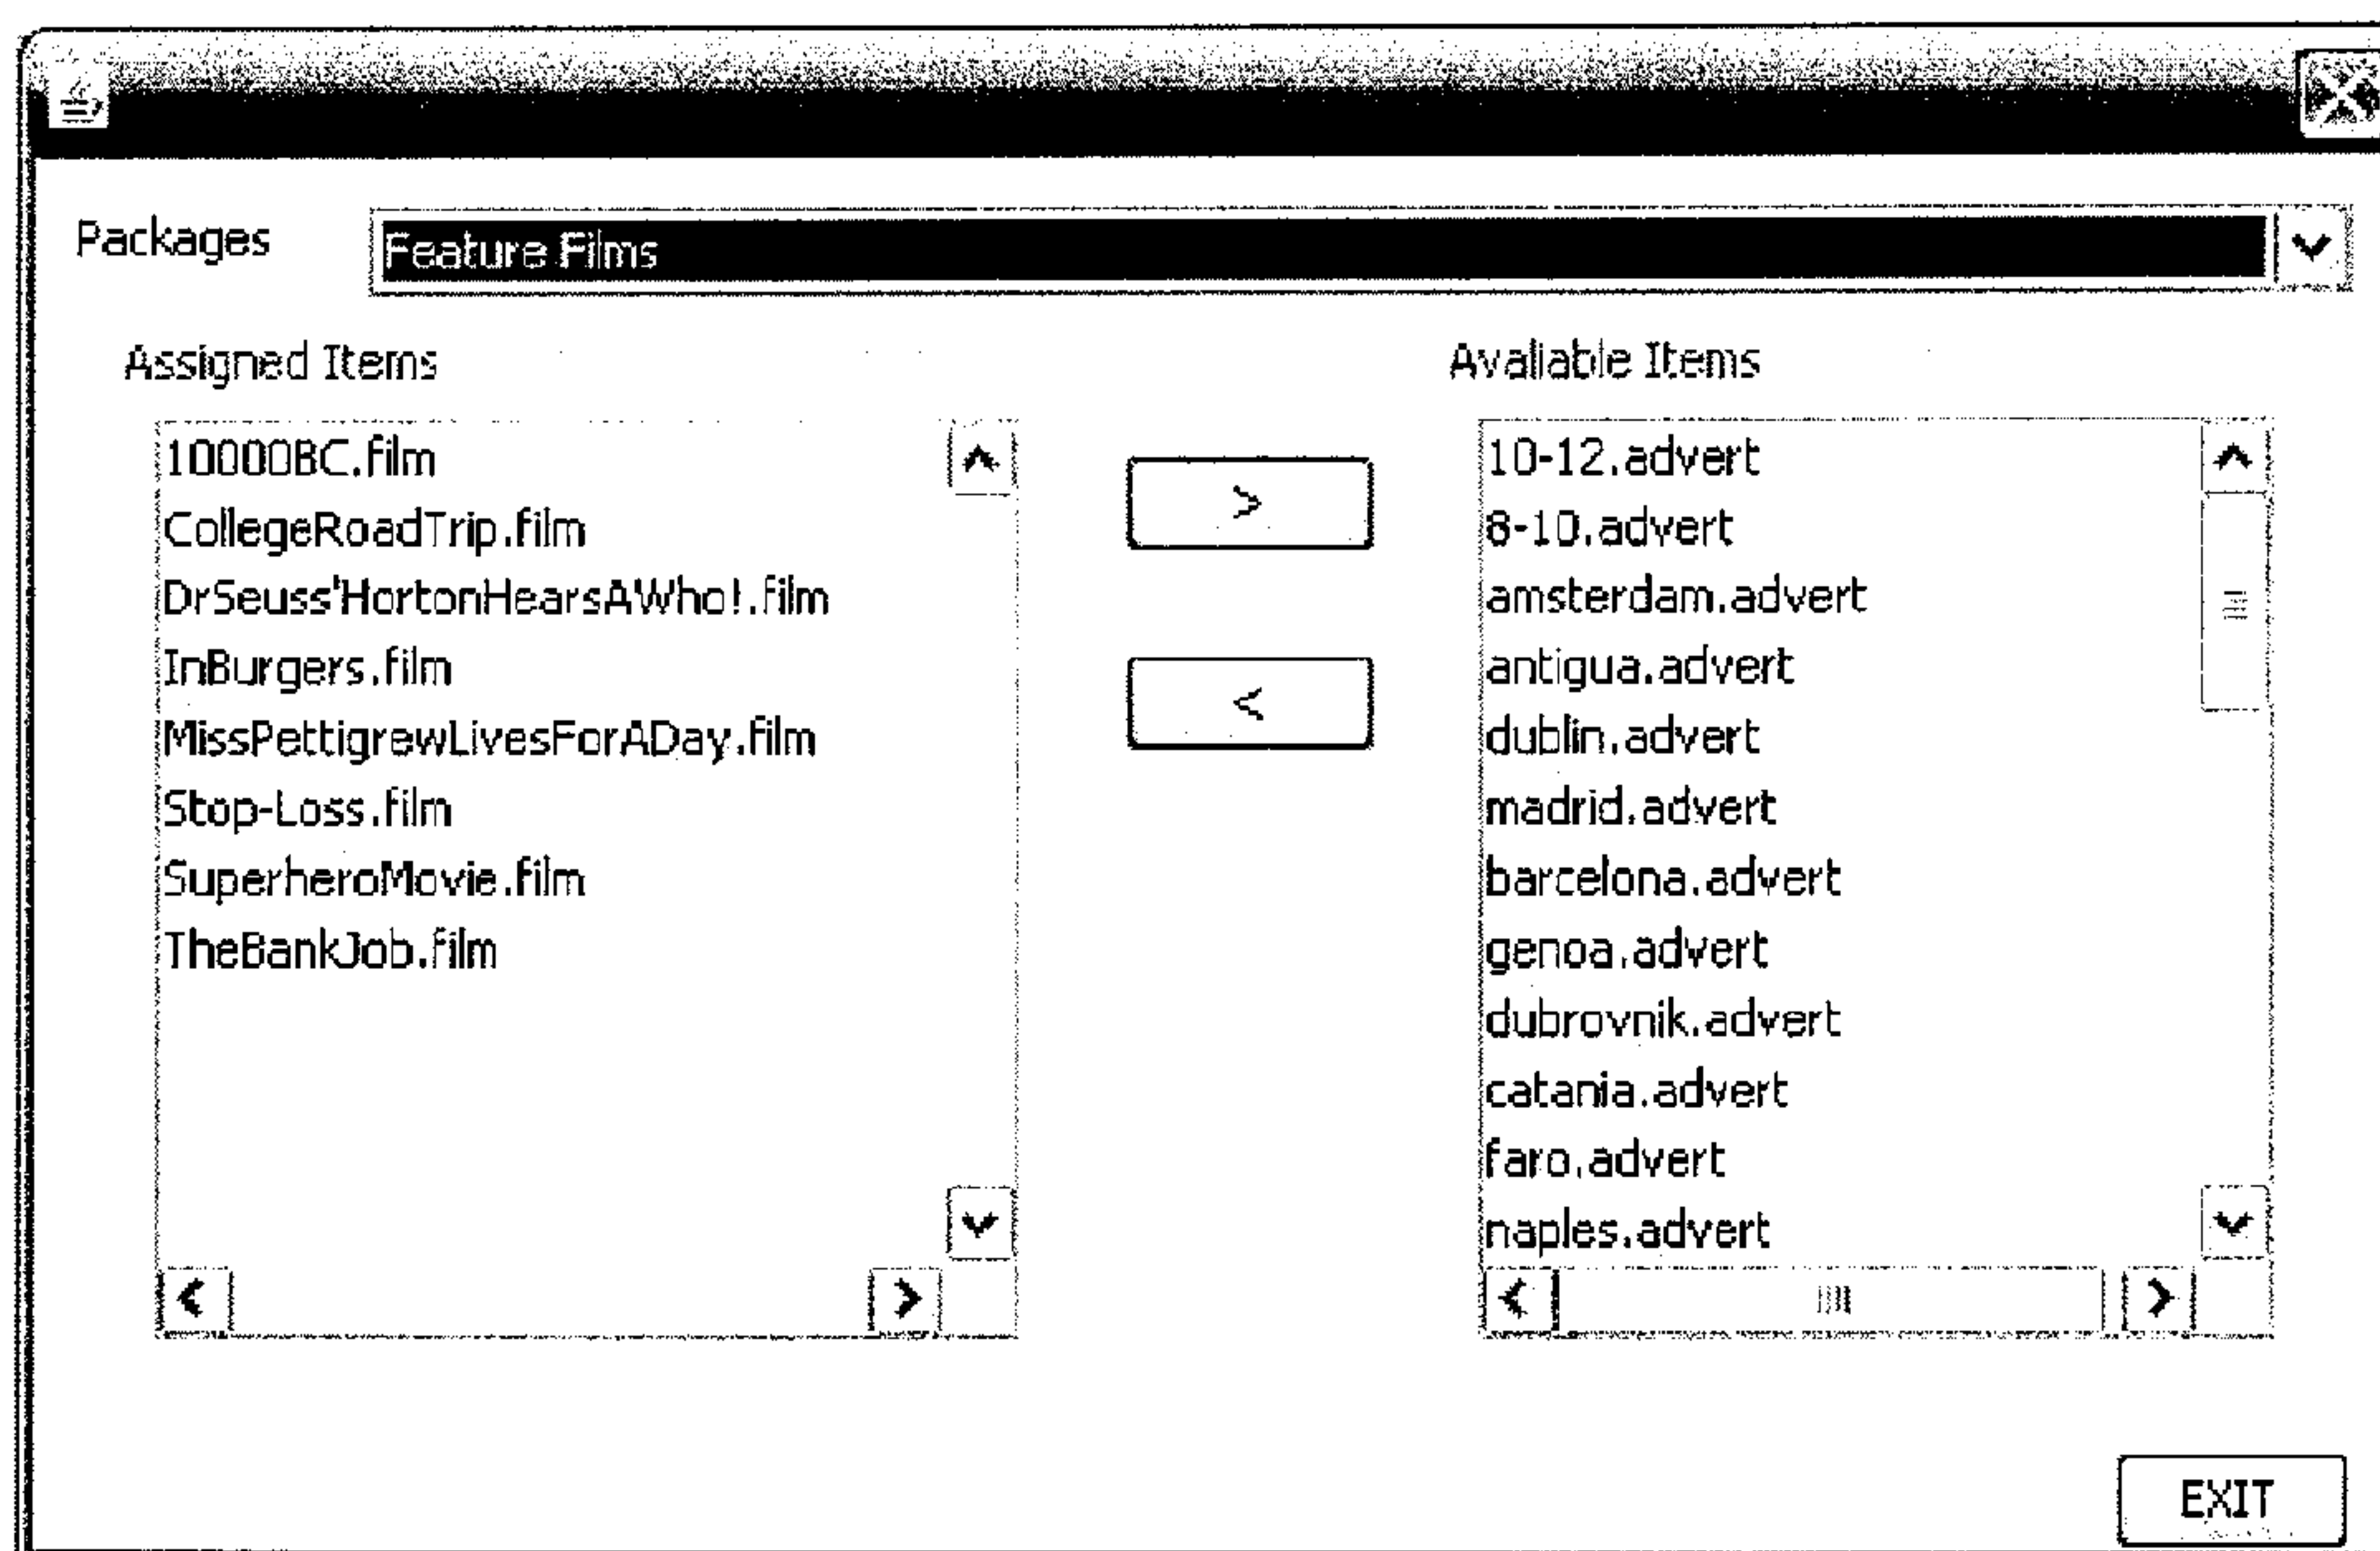 Packages
Feature Films
Assigned Items
Avaliable Items
10000BC.film
CollegeRoadTrip.film
DrSeuss'HortonHearsAWho!.film
InBurgers.film
MissPettigrewLivesForADay.film
Stop-Loss.film
SuperheroMovie.film
TheBankJob.film
>
<
10-12.advert
8-10.advert
amsterdam.advert
antigua.advert
dublin.advert
madrid.advert
barcelona.advert
genoa.advert
dubrovnik.advert
catania.advert
faro.advert
naples.advert
EXIT